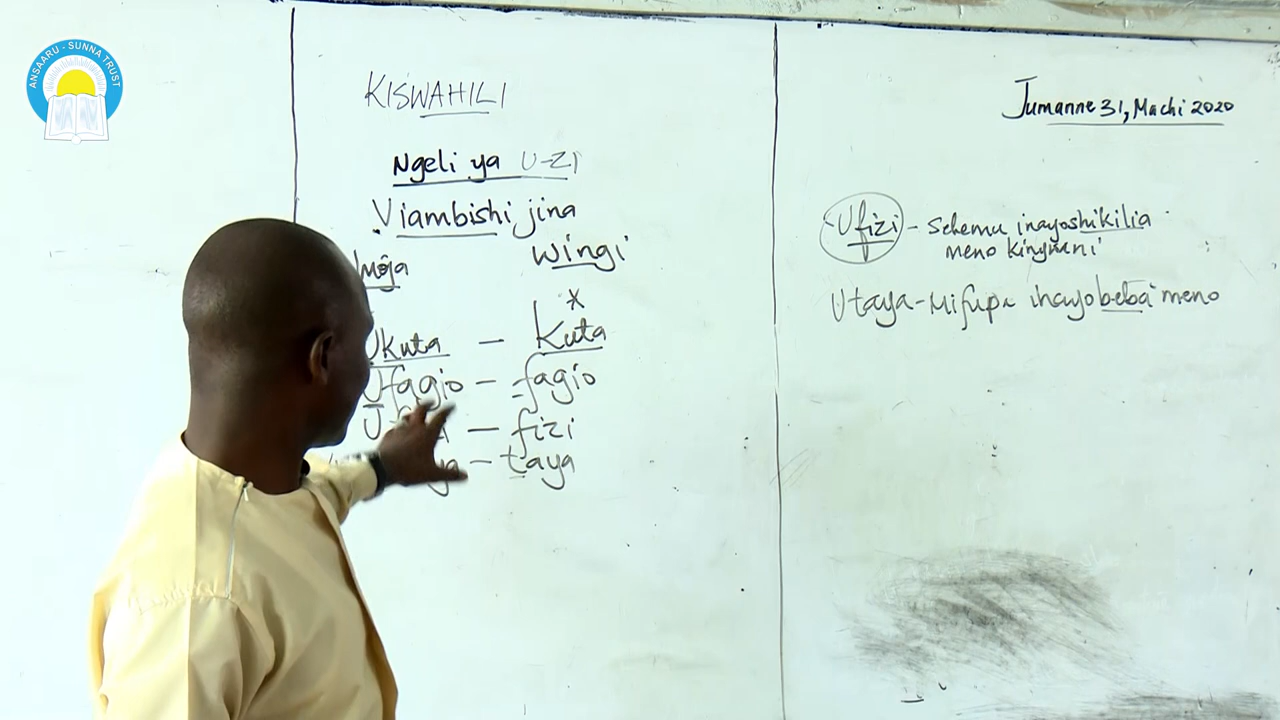 ANSAARU - SUNNA TRUST
KISWAHILI
Ngeli ya U-ZI
Viambishi jina
moja wingi
*
Ukuta - Kuta
Ufagio - fagio
- fizi
- taya
Jumanne 31, Machi 2020
-Ufizi - Sehemu inayoshikilia
meno kinywani
Utaya - Mifupa inayobeba meno